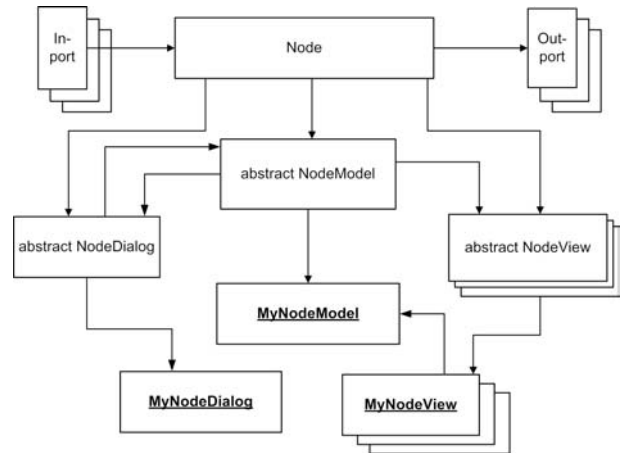 In-
port
Node
Out-
port
abstract NodeModel
abstract NodeDialog
abstract NodeView
MyNodeModel
MyNodeDialog
MyNodeView